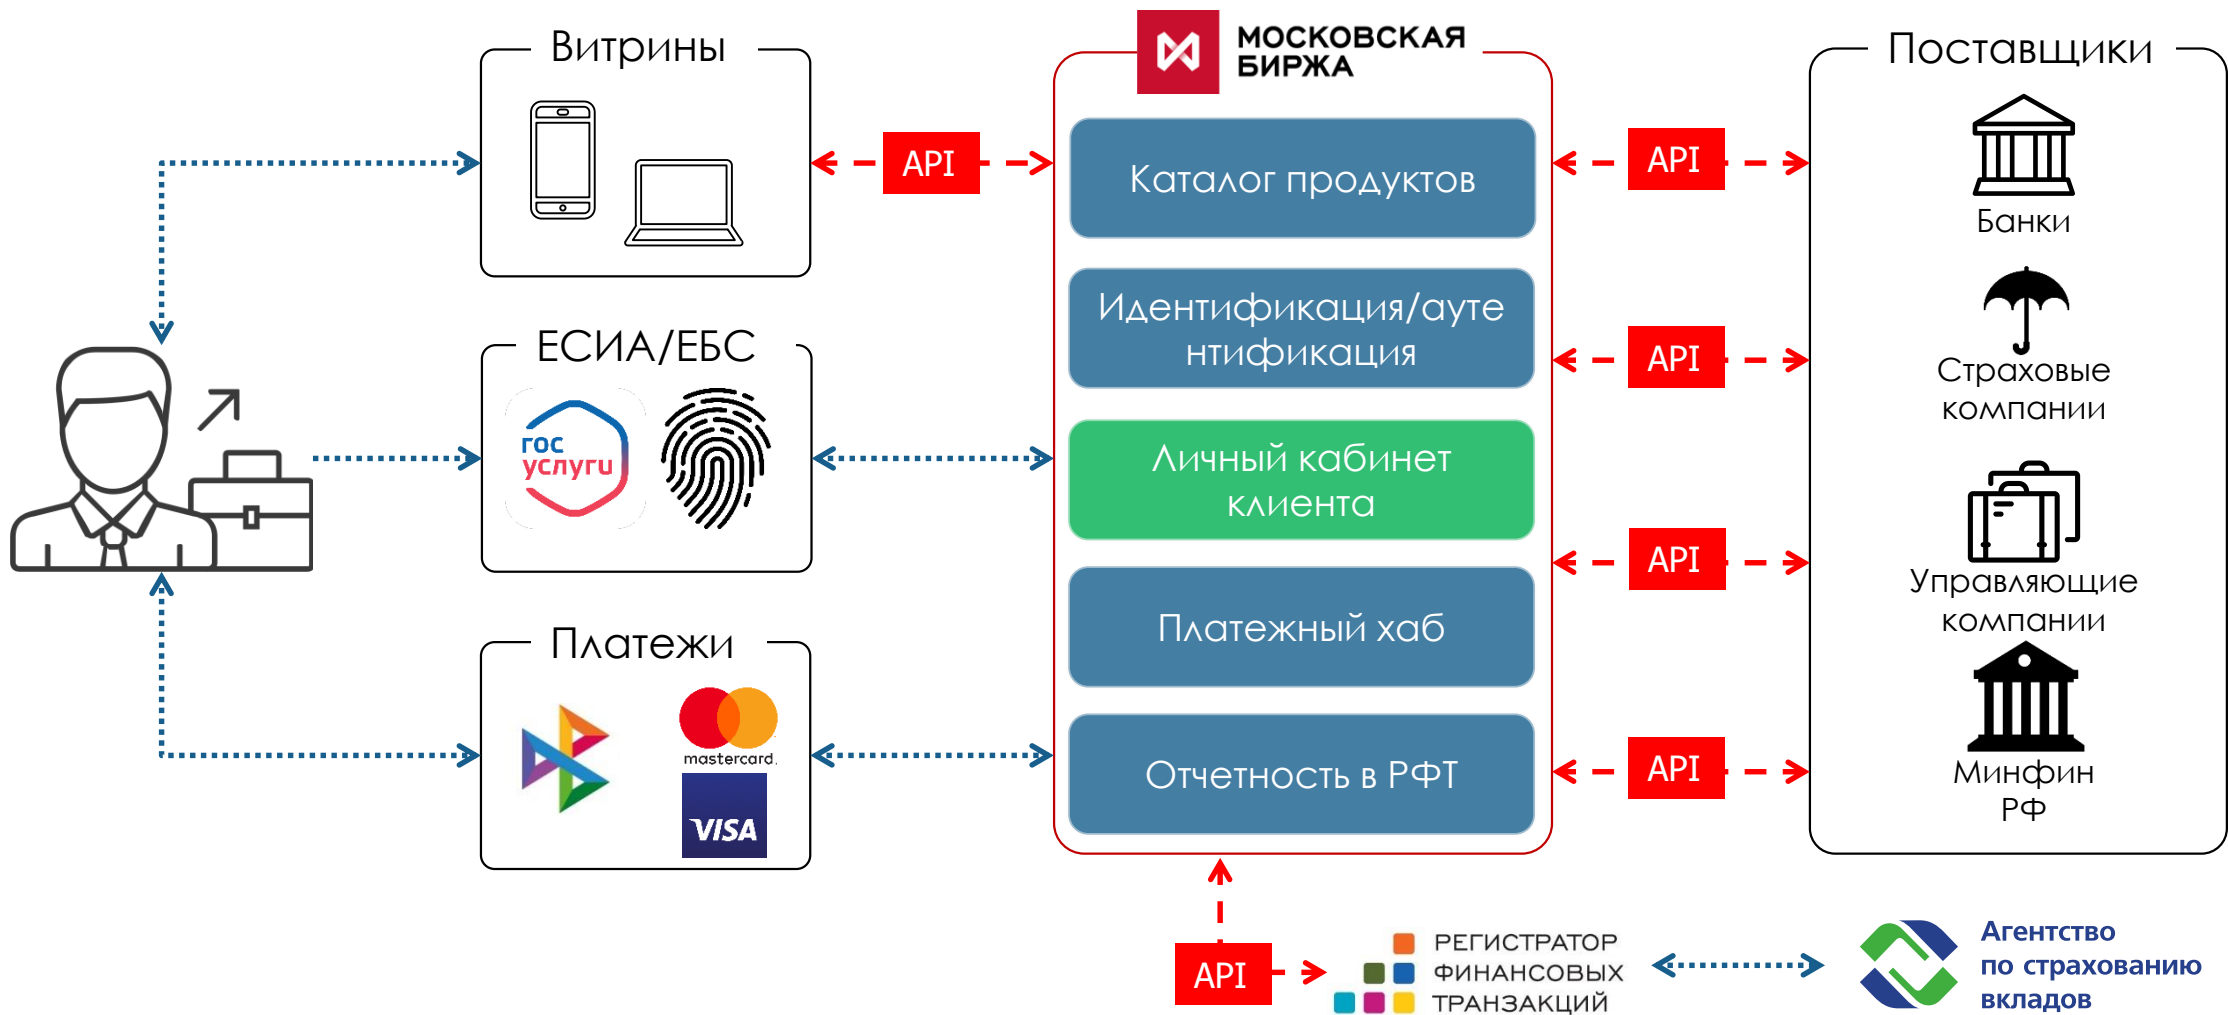 Витрины
API
ЕСИА/ЕБС
гос
услуги
Платежи
mastercard.
VISA
МОСКОВСКАЯ
БИРЖА
Каталог продуктов
Идентификация/ауте
нтификация
Личный кабинет
клиента
Платежный хаб
Отчетность в РФТ
API
API
API
API
Поставщики
Банки
Страховые
компании
Управляющие
компании
Минфин
РФ
API
РЕГИСТРАТОР
ФИНАНСОВЫХ
ТРАНЗАКЦИЙ
Агентство
по страхованию
вкладов